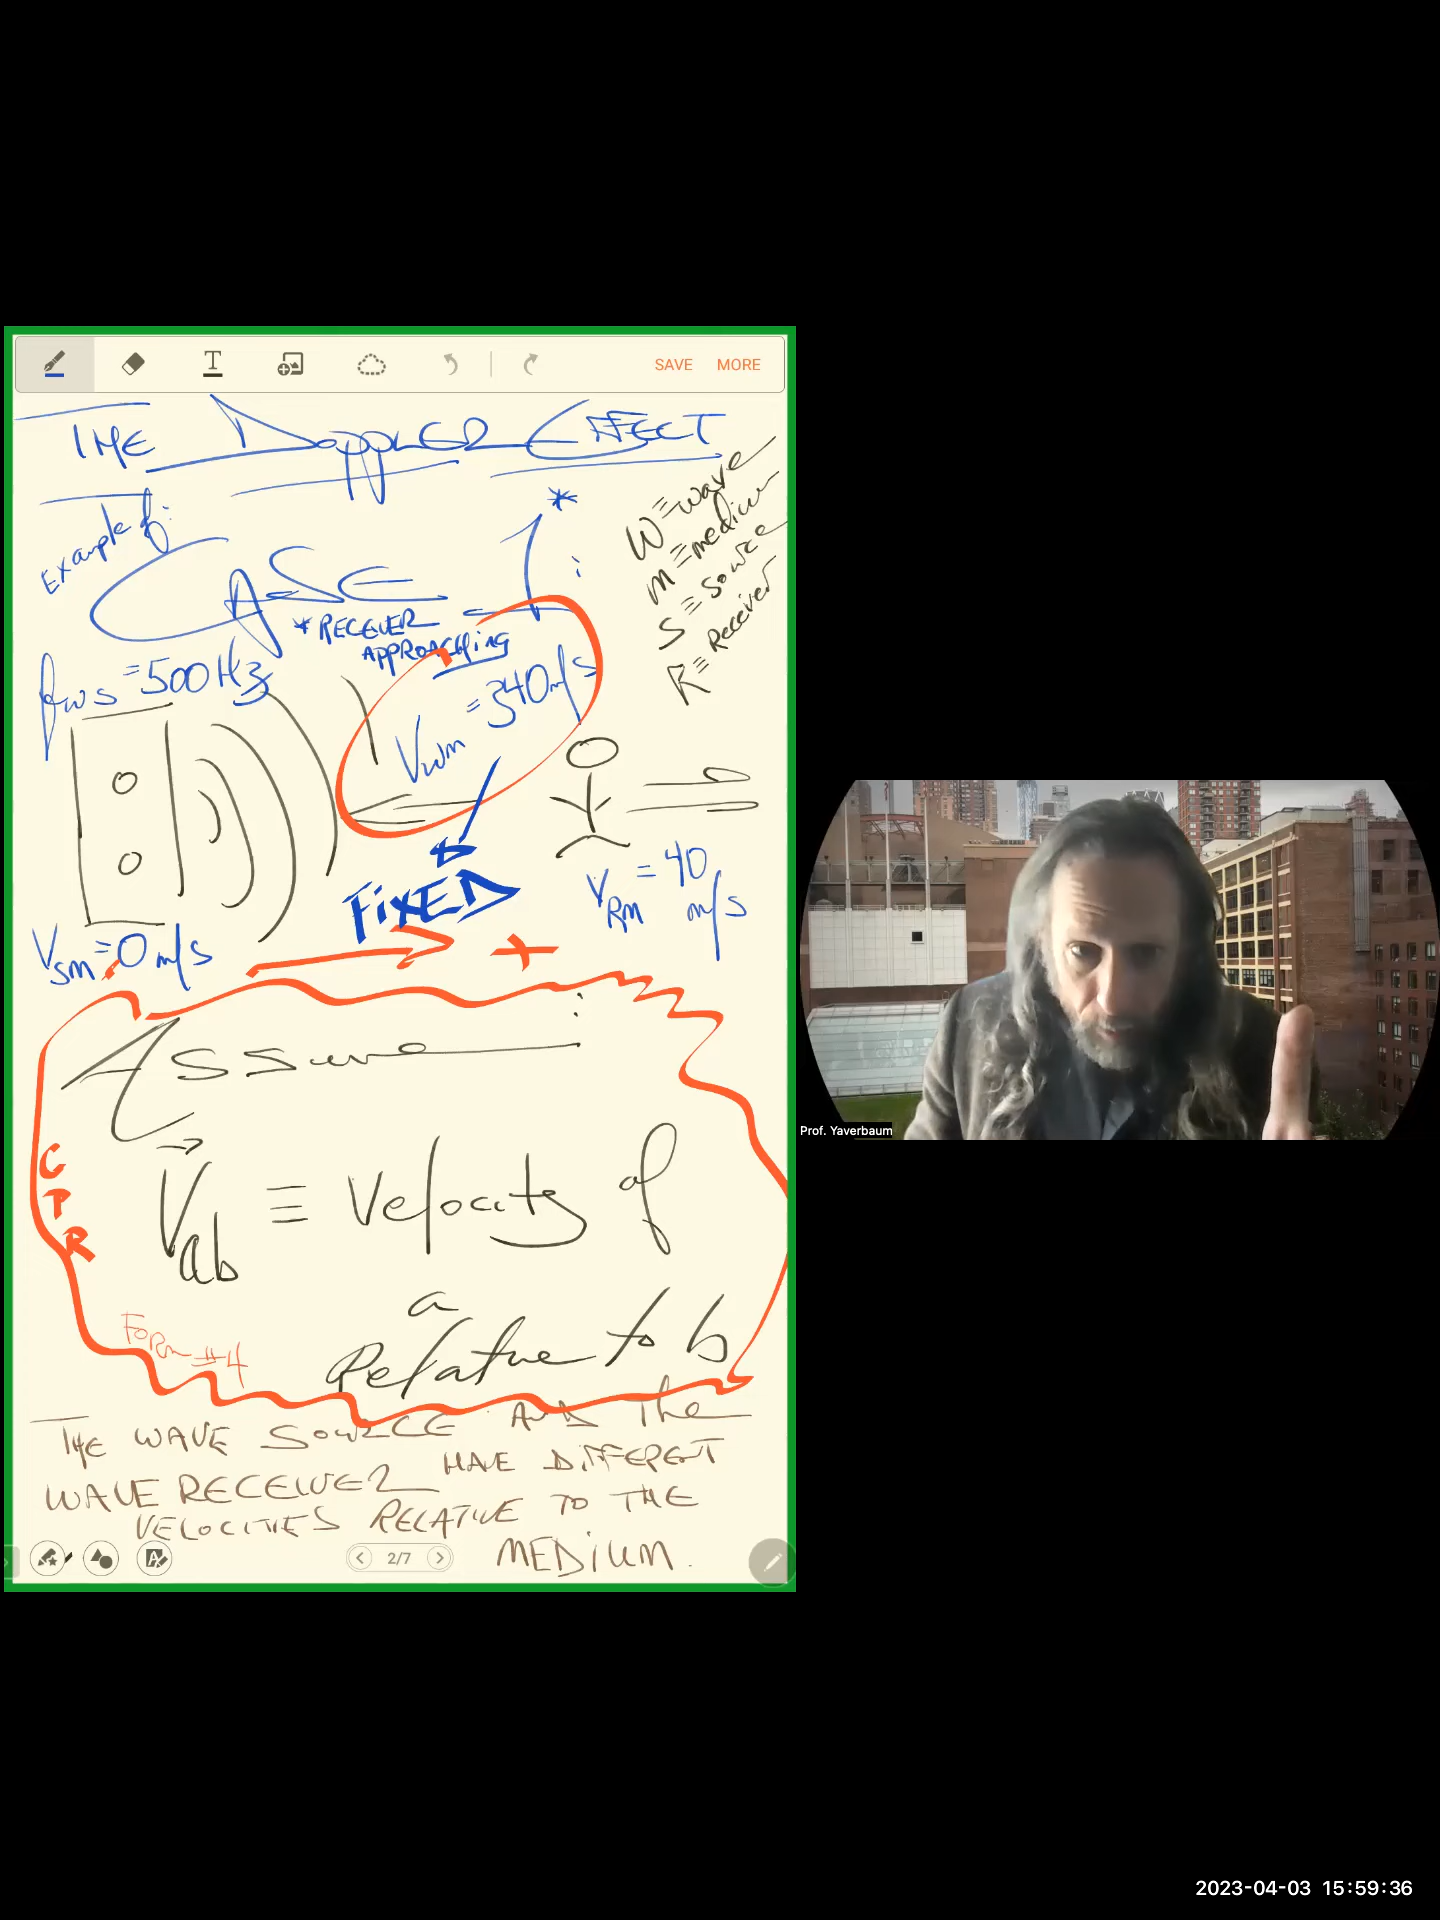 T
SAVE MORE
THE DOPPLER EFFECT
Example of:
CASE 1*:
* RECEIVER
APPROACHING
W ≡ wave
m ≡ medium
S ≡ source
R ≡ Receiver
fws = 500 Hz
Vwm = 340 m/s
FIXED
VRm = 40
m/s
Vsm = 0 m/s
+
Assume:
CPR
Vab ≡ Velocity of
a
Relative to b
Form #4
THE WAVE SOURCE AND The
WAVE RECEIVER HAVE DIFFERENT
VELOCITIES RELATIVE TO THE
MEDIUM.
2/7
Prof. Yaverbaum
2023-04-03 15:59:36